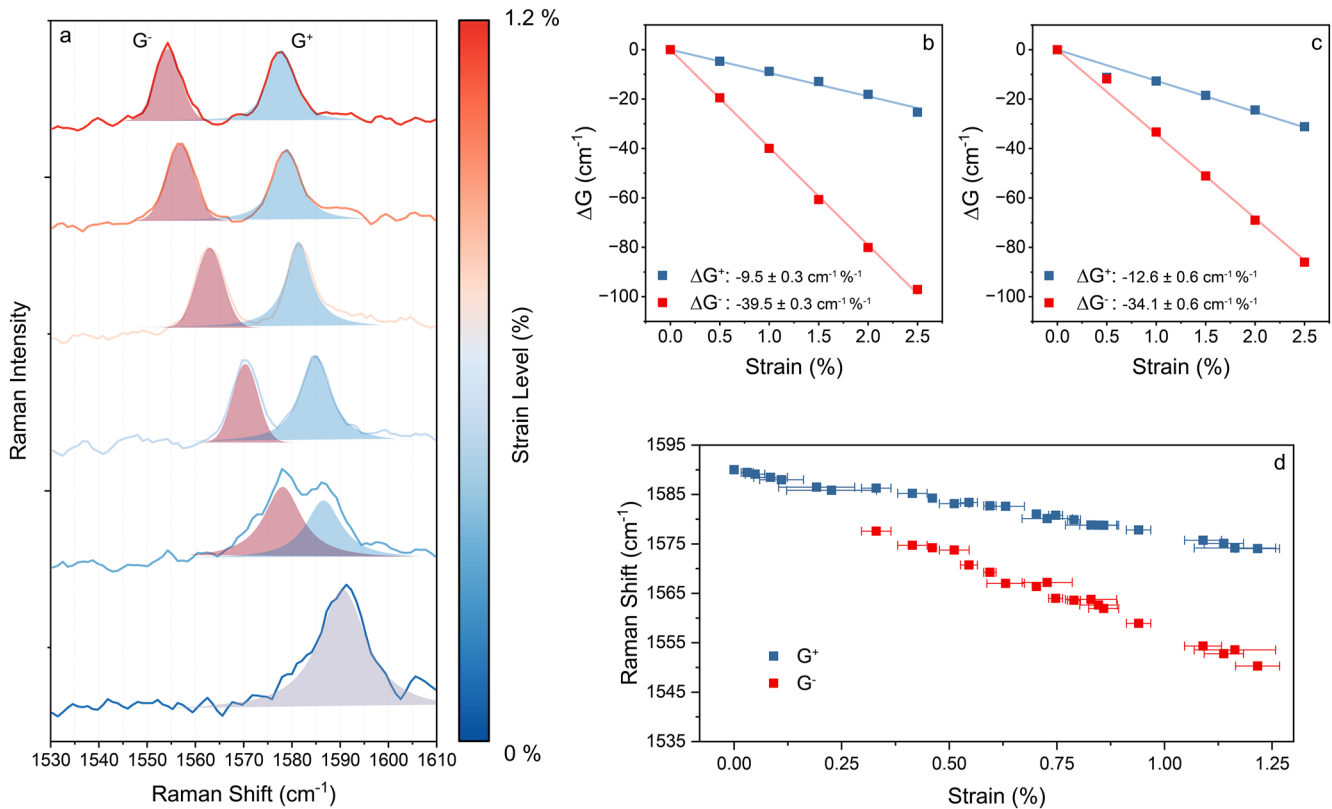 a
G⁻
G⁺
Raman Intensity
1530 1540 1550 1560 1570 1580 1590 1600 1610
Raman Shift (cm⁻¹)
1.2 %
Strain Level (%)
0 %
b
0
−20
−40
−60
−80
−100
ΔG (cm⁻¹)
ΔG⁺: -9.5 ± 0.3 cm⁻¹ %⁻¹
ΔG⁻ : -39.5 ± 0.3 cm⁻¹ %⁻¹
0.0 0.5 1.0 1.5 2.0 2.5
Strain (%)
c
0
−20
−40
−60
−80
−100
ΔG (cm⁻¹)
ΔG⁺: -12.6 ± 0.6 cm⁻¹ %⁻¹
ΔG⁻ : -34.1 ± 0.6 cm⁻¹ %⁻¹
0.0 0.5 1.0 1.5 2.0 2.5
Strain (%)
d
1595
1585
1575
1565
1555
1545
1535
Raman Shift (cm⁻¹)
G⁺
G⁻
0.00 0.25 0.50 0.75 1.00 1.25
Strain (%)